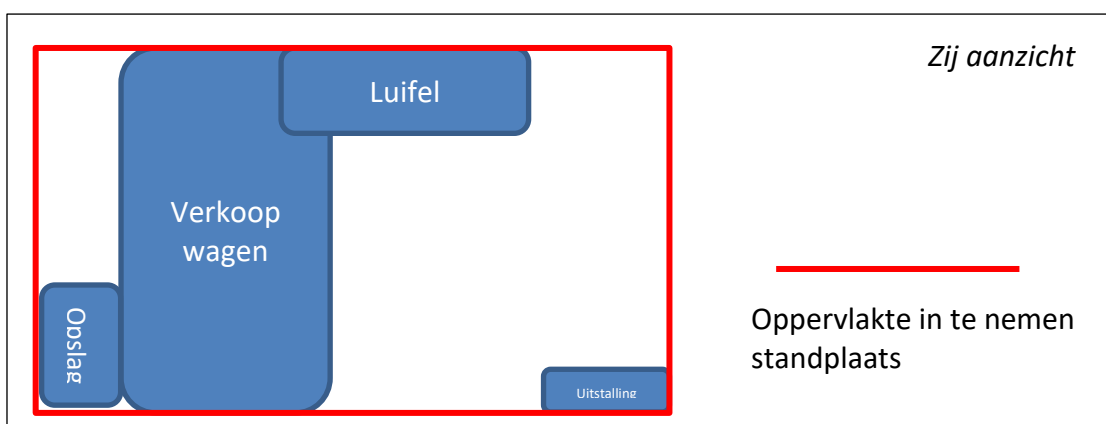 Zij aanzicht
Luifel
Verkoop
wagen
Opslag
Uitstalling
Oppervlakte in te nemen
standplaats